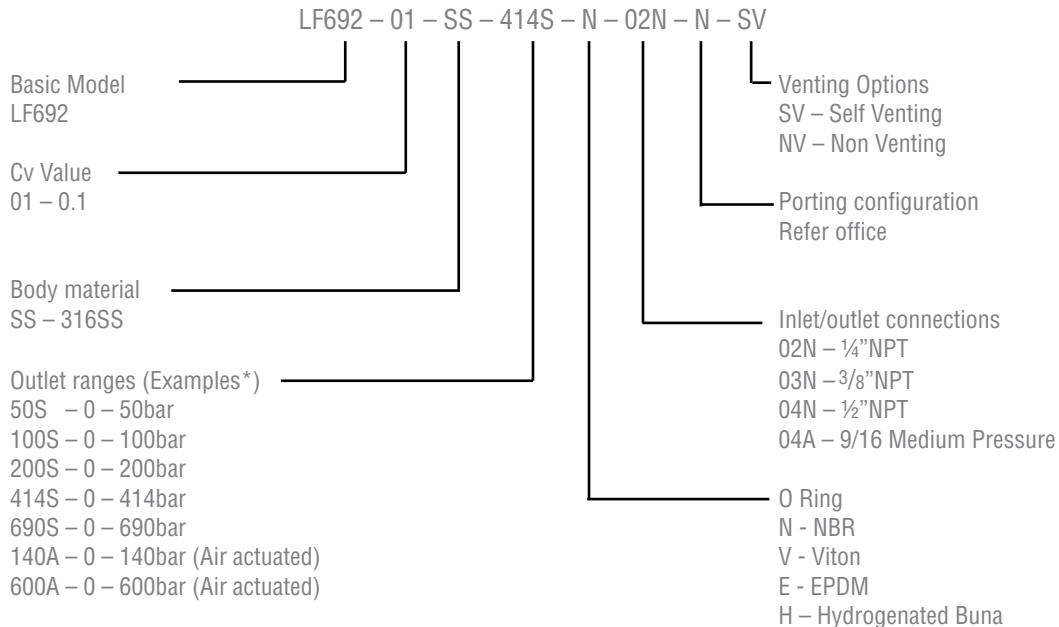 LF692 – 01 – SS – 414S – N – 02N – N – SV
Basic Model
LF692
Cv Value
01 – 0.1
Body material
SS – 316SS
Outlet ranges (Examples*)
50S – 0 – 50bar
100S – 0 – 100bar
200S – 0 – 200bar
414S – 0 – 414bar
690S – 0 – 690bar
140A – 0 – 140bar (Air actuated)
600A – 0 – 600bar (Air actuated)
Venting Options
SV – Self Venting
NV – Non Venting
Porting configuration
Refer office
Inlet/outlet connections
02N – ¼”NPT
03N – 3/8”NPT
04N – ½”NPT
04A – 9/16 Medium Pressure
O Ring
N - NBR
V - Viton
E - EPDM
H – Hydrogenated Buna